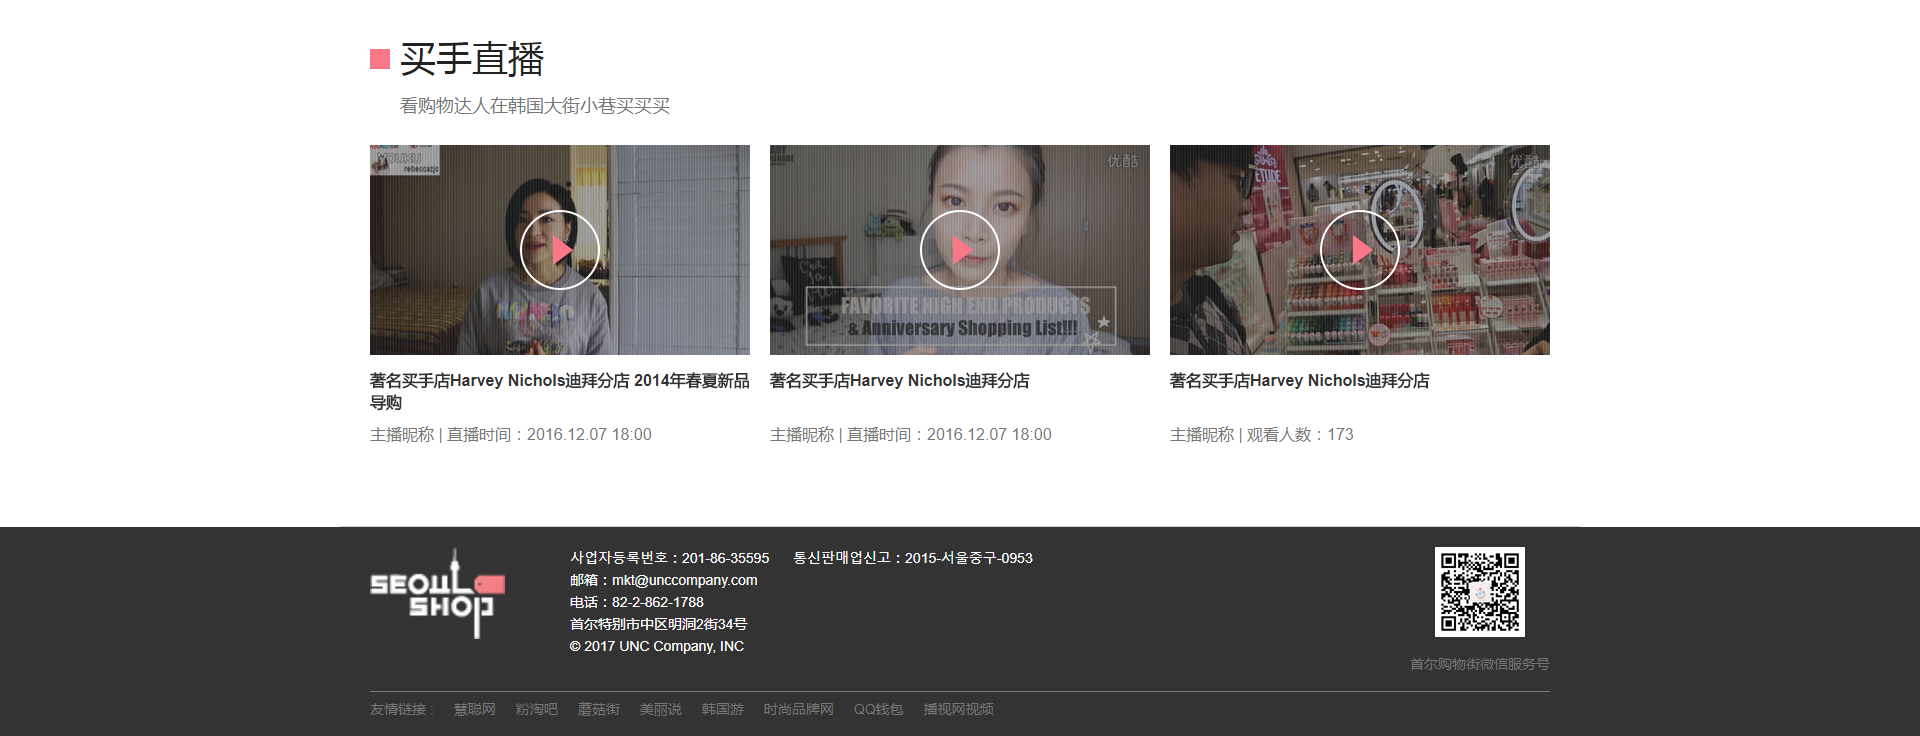 买手直播
看购物达人在韩国大街小巷买买买
YOUKU
rebeccazjc
优酷
FAVORITE HIGH END PRODUCTS
& Anniversary Shopping List!!!
ETUDE
优酷
著名买手店Harvey Nichols迪拜分店 2014年春夏新品
导购
主播昵称 | 直播时间：2016.12.07 18:00
著名买手店Harvey Nichols迪拜分店
主播昵称 | 直播时间：2016.12.07 18:00
著名买手店Harvey Nichols迪拜分店
主播昵称 | 观看人数：173
SEOUL
SHOP
사업자등록번호 : 201-86-35595 통신판매업신고 : 2015-서울중구-0953
邮箱：mkt@unccompany.com
电话：82-2-862-1788
首尔特别市中区明洞2街34号
© 2017 UNC Company, INC
首尔购物街微信服务号
友情链接： 慧聪网 粉淘吧 蘑菇街 美丽说 韩国游 时尚品牌网 QQ钱包 播视网视频